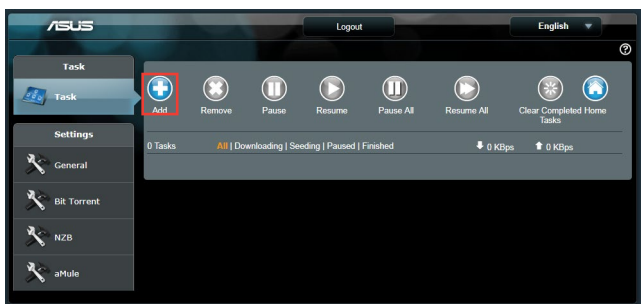 ASUS
Logout
English
Task
Task
Settings
General
Bit Torrent
NZB
aMule
Add
Remove
Pause
Resume
Pause All
Resume All
Clear Completed Tasks
Home
0 Tasks
All | Downloading | Seeding | Paused | Finished
0 KBps
0 KBps